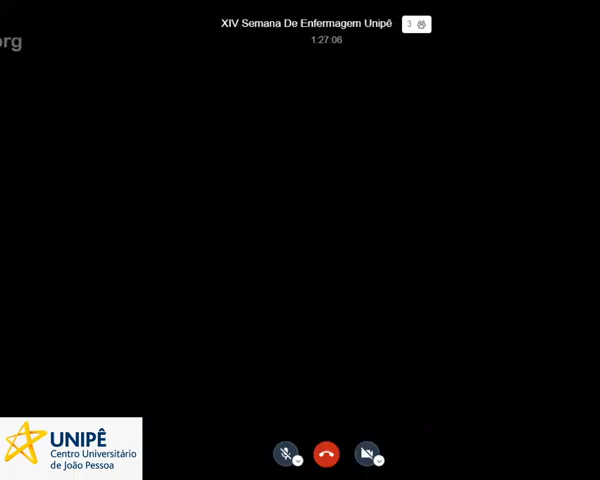 XIV Semana De Enfermagem Unipê 3
org
1:27:06
UNIPÊ
Centro Universitário
de João Pessoa